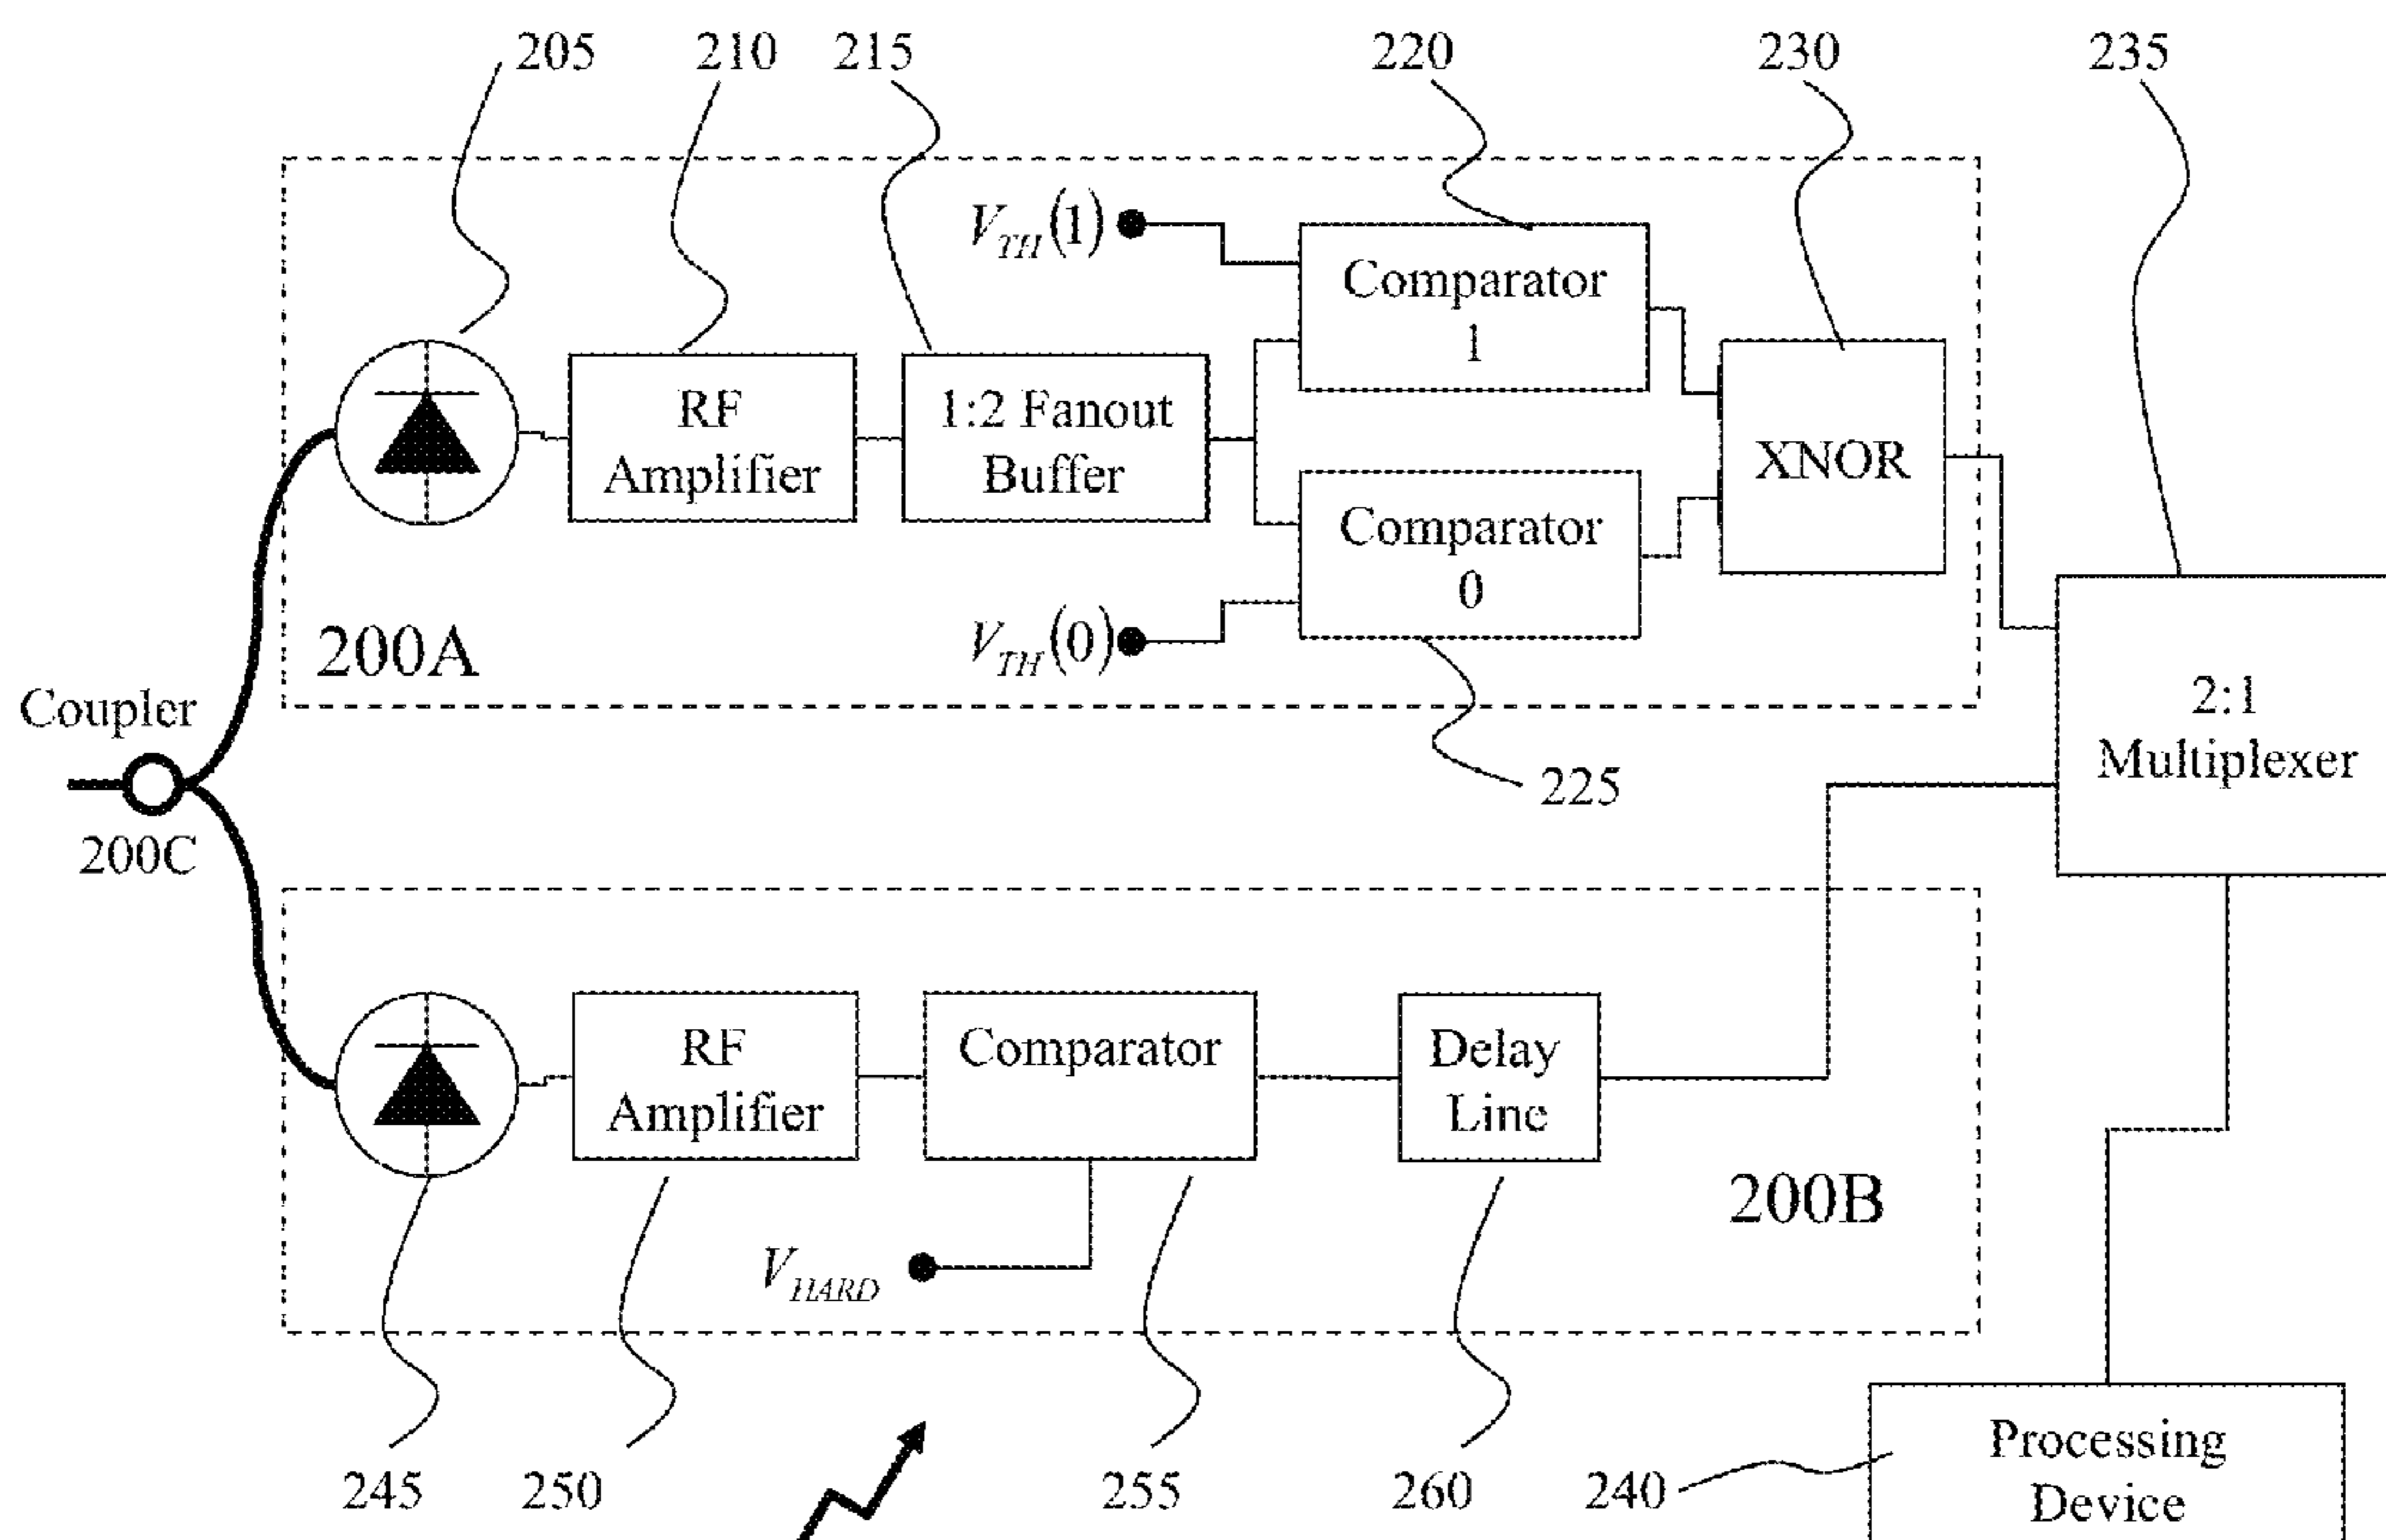 205
210
215
220
230
235
V_TH(1)
Comparator
1
RF
Amplifier
1:2 Fanout
Buffer
XNOR
Comparator
0
V_TH(0)
200A
225
Coupler
200C
2:1
Multiplexer
RF
Amplifier
Comparator
Delay
Line
V_HARD
200B
245
250
255
260
240
Processing
Device